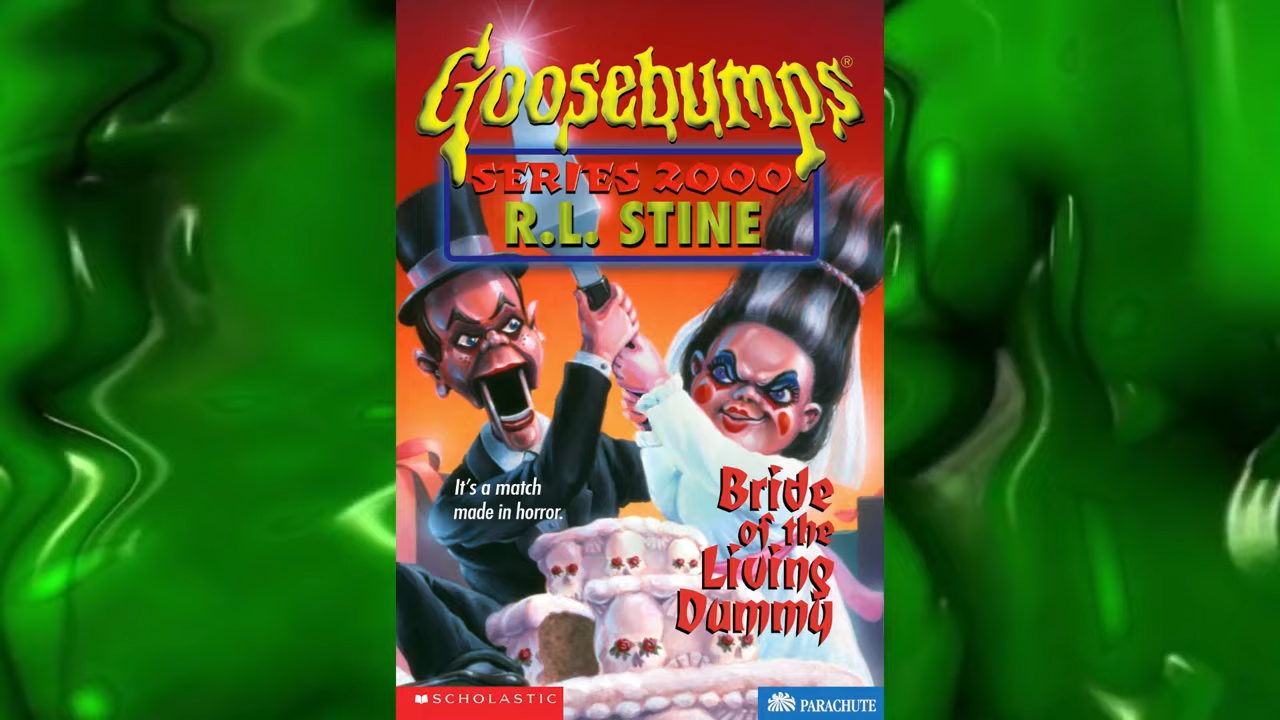 Goosebumps®
SERIES 2000
R.L. STINE
It's a match
made in horror.
Bride
of the
Living
Dummy
SCHOLASTIC
PARACHUTE